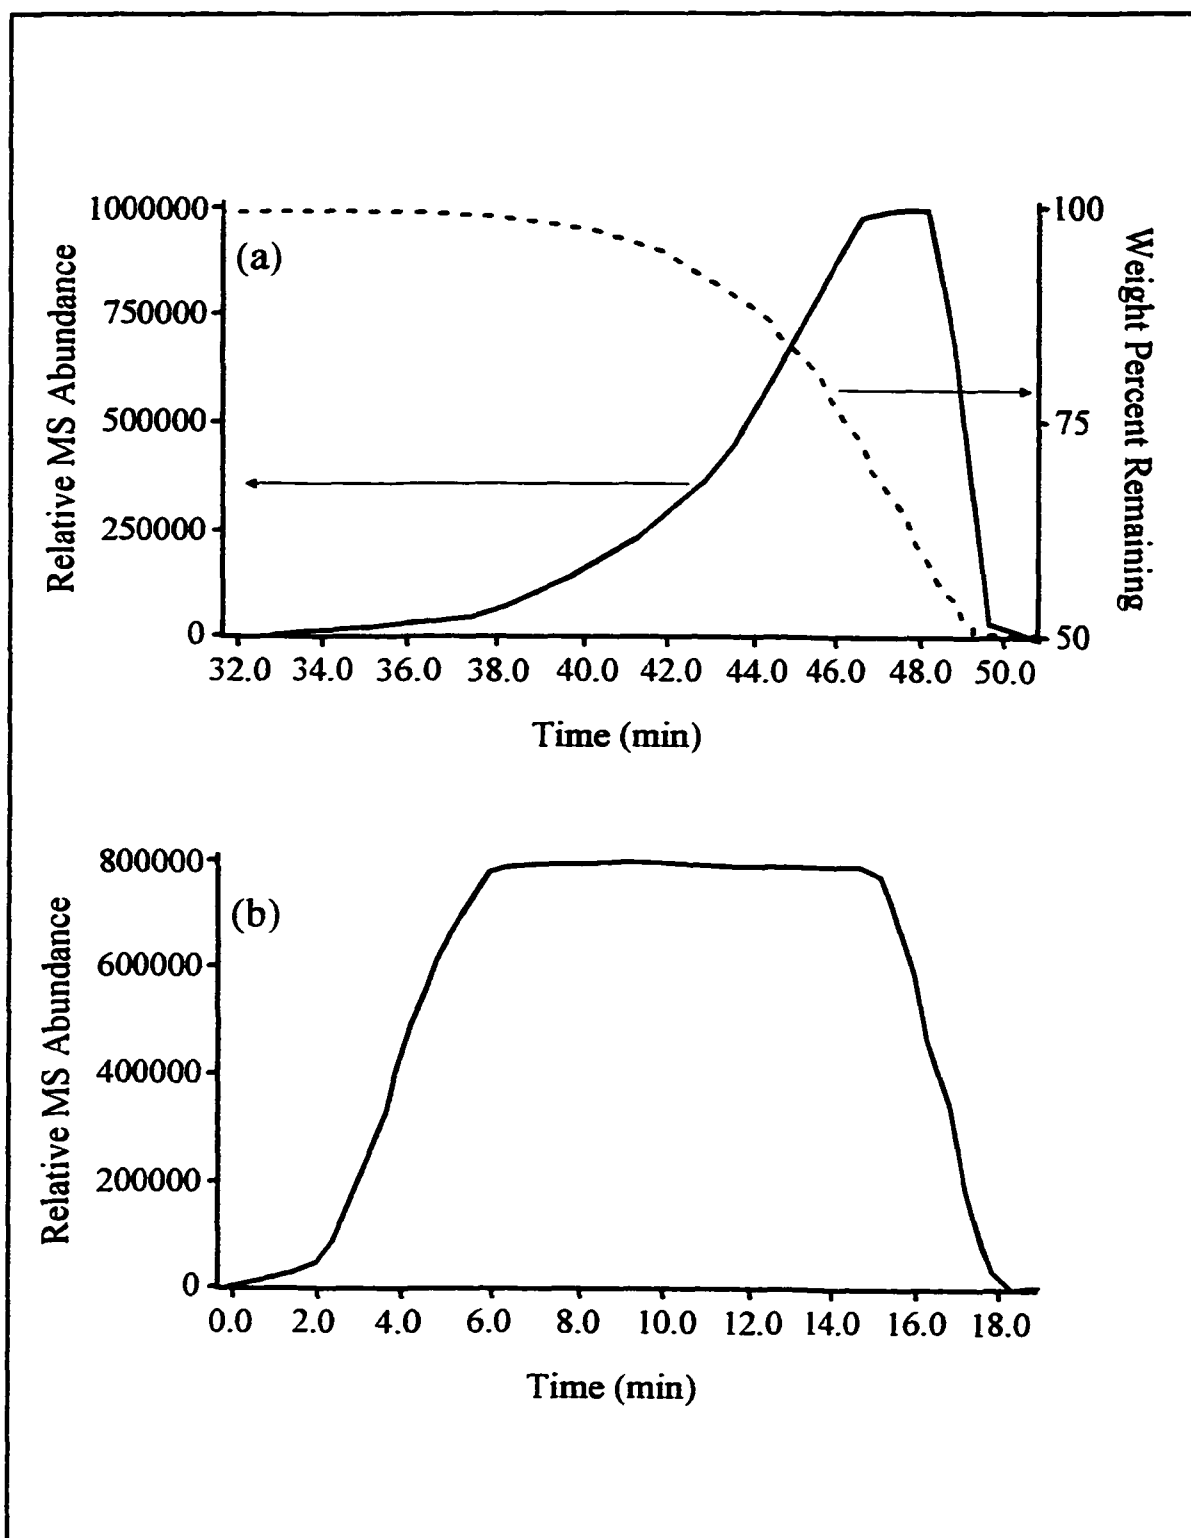 1000000
750000
500000
250000
0
Relative MS Abundance
(a)
100
75
50
Weight Percent Remaining
32.0 34.0 36.0 38.0 40.0 42.0 44.0 46.0 48.0 50.0
Time (min)
800000
600000
400000
200000
0
Relative MS Abundance
(b)
0.0 2.0 4.0 6.0 8.0 10.0 12.0 14.0 16.0 18.0
Time (min)